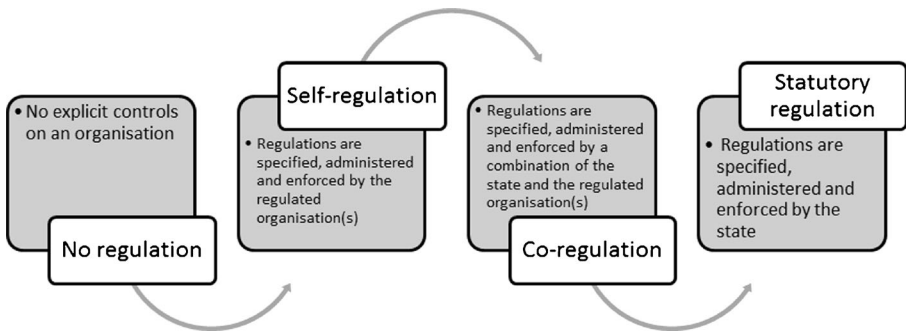 • No explicit controls
on an organisation
No regulation
Self-regulation
• Regulations are
specified, administered
and enforced by the
regulated
organisation(s)
• Regulations are
specified, administered
and enforced by a
combination of the
state and the regulated
organisation(s)
Co-regulation
Statutory
regulation
• Regulations are
specified,
administered and
enforced by the
state